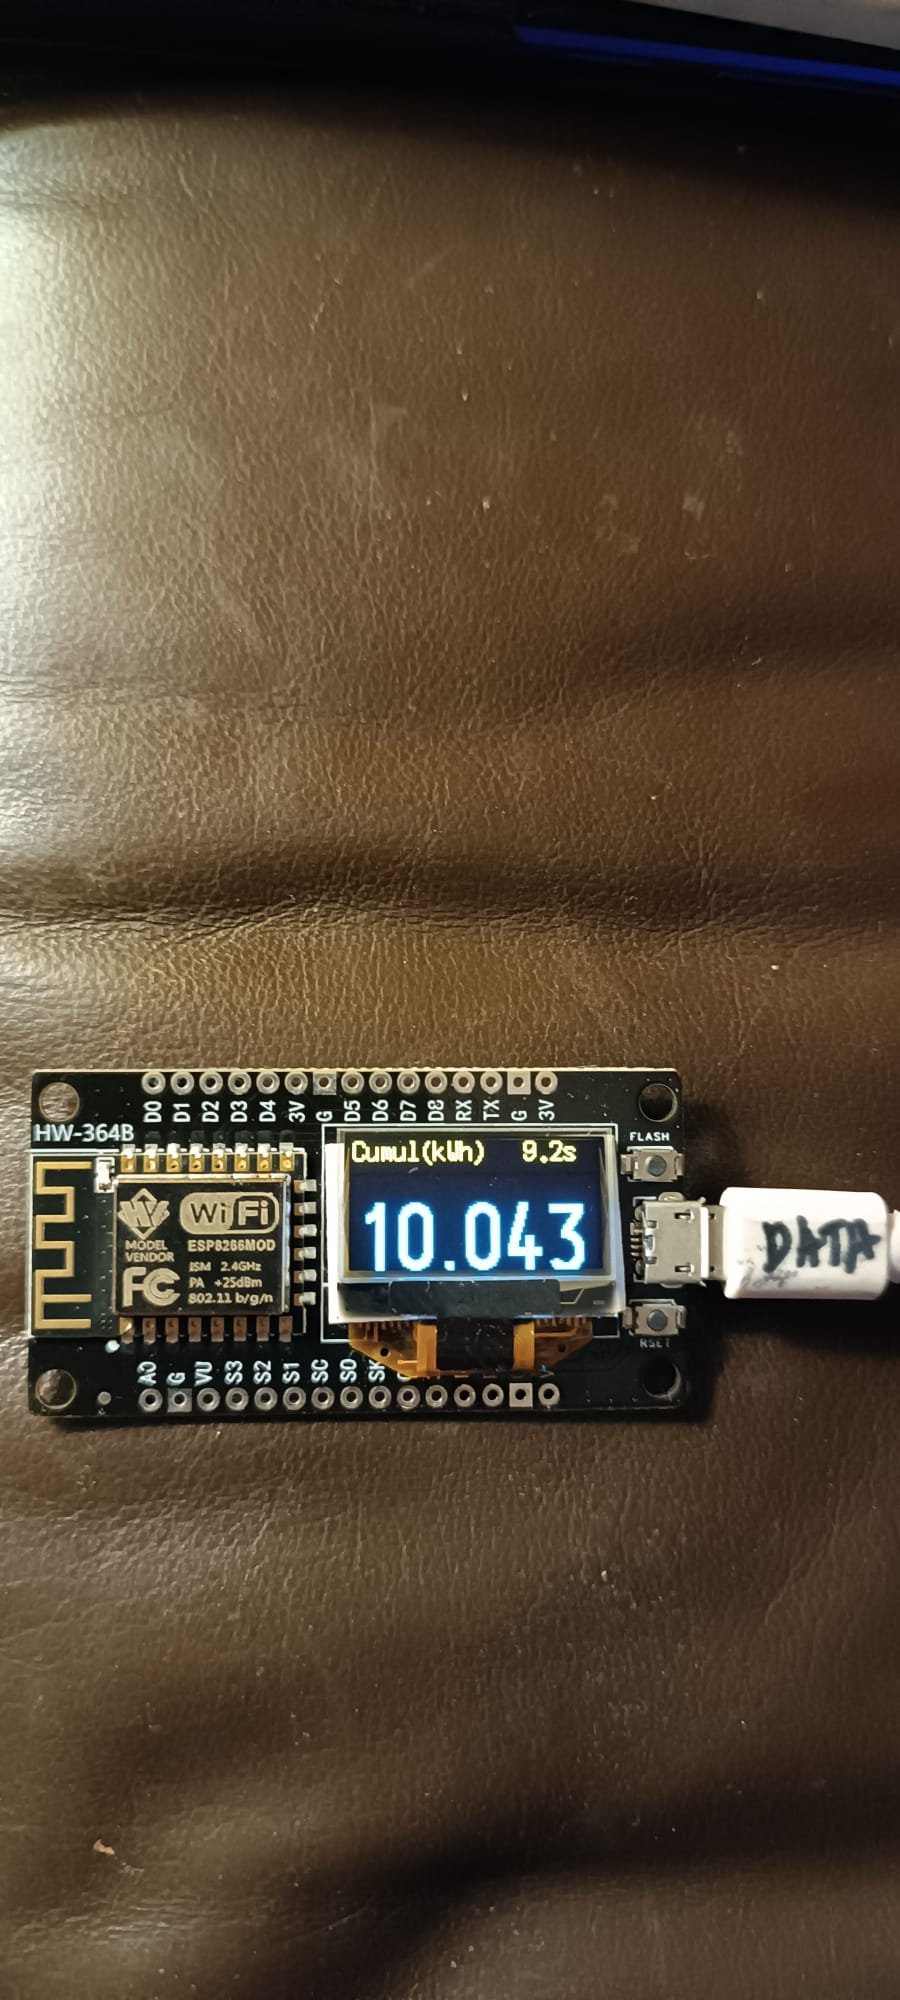 D0 D1 D2 D3 D4 3V G D5 D6 D7 D8 RX TX G 3V
HW-364B
FLASH
Cumul(kWh) 9.2s
10.043
WiFi
MODEL
VENDOR
ESP8266MOD
ISM 2.4GHz
PA +25dBm
802.11 b/g/n
FC
DATA
RSET
A0 G VU S3 S2 S1 SC SO SK